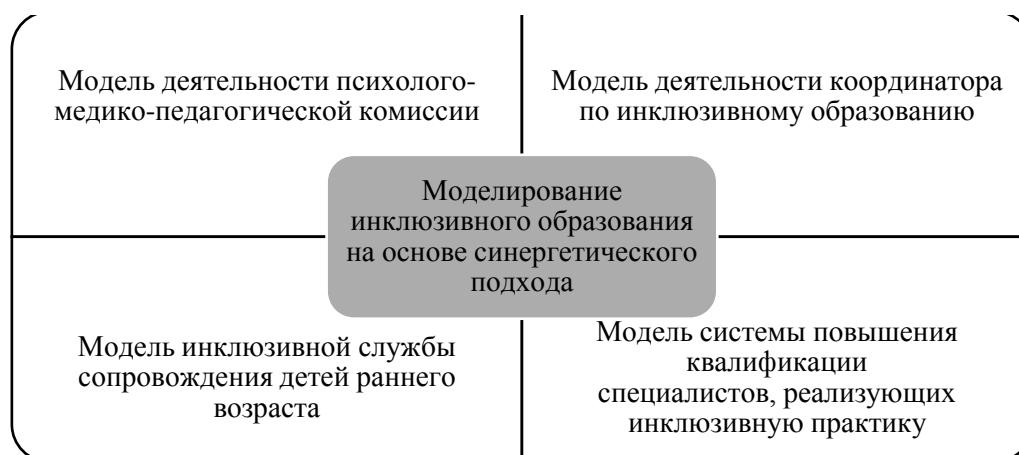 Модель деятельности психолого-
медико-педагогической комиссии
Модель деятельности координатора
по инклюзивному образованию
Моделирование
инклюзивного образования
на основе синергетического
подхода
Модель инклюзивной службы
сопровождения детей раннего
возраста
Модель системы повышения
квалификации
специалистов, реализующих
инклюзивную практику